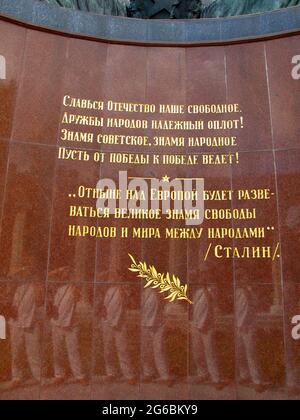 Славься Отечество наше свободное.
Дружбы народов надежный оплот!
Знамя советское, знамя народное
Пусть от победы к победе ведет!
„Отныне над Европой будет разве-
ваться великое знамя свободы
народов и мира между народами“
/Сталин/.